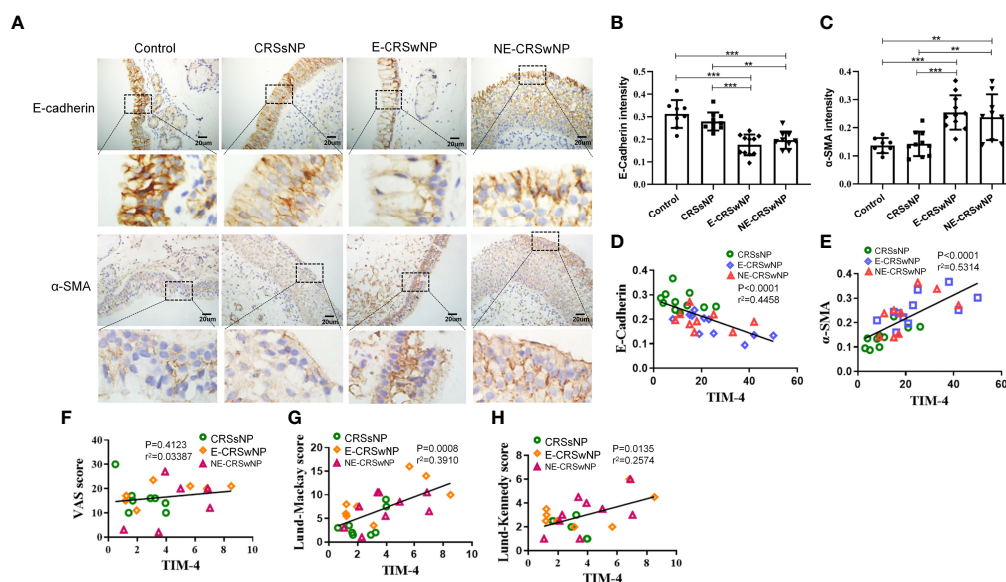 A
Control
CRSsNP
E-CRSwNP
NE-CRSwNP
E-cadherin
20um
20um
20um
20um
α-SMA
20um
20um
20um
20um
B
***
**
***
***
E-Cadherin intensity
0.5
0.4
0.3
0.2
0.1
0.0
Control
CRSsNP
E-CRSwNP
NE-CRSwNP
C
**
**
***
***
α-SMA intensity
0.4
0.3
0.2
0.1
0.0
Control
CRSsNP
E-CRSwNP
NE-CRSwNP
D
CRSsNP
E-CRSwNP
NE-CRSwNP
P<0.0001
r²=0.4458
E-Cadherin
0.6
0.4
0.2
0.0
0 20 40 60
TIM-4
E
CRSsNP
E-CRSwNP
NE-CRSwNP
P<0.0001
r²=0.5314
α-SMA
0.5
0.4
0.3
0.2
0.1
0.0
0 20 40 60
TIM-4
F
P=0.4123
r²=0.03387
CRSsNP
E-CRSwNP
NE-CRSwNP
VAS score
40
30
20
10
0
0 2 4 6 8 10
TIM-4
G
CRSsNP
E-CRSwNP
NE-CRSwNP
P=0.0008
r²=0.3910
Lund-Mackay score
20
15
10
5
0
0 2 4 6 8 10
TIM-4
H
CRSsNP
E-CRSwNP
NE-CRSwNP
P=0.0135
r²=0.2574
Lund-Kennedy score
8
6
4
2
0
0 2 4 6 8 10
TIM-4